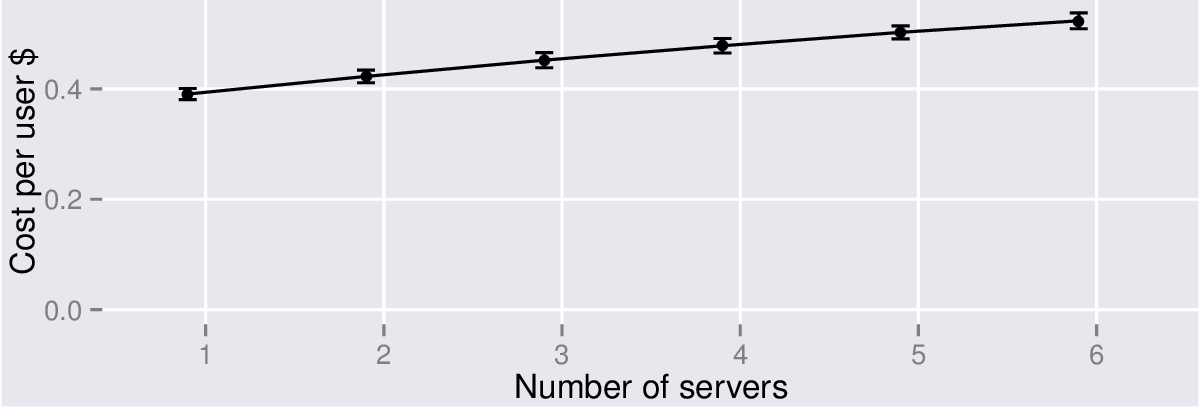 Cost per user $
0.4
0.2
0.0
1 2 3 4 5 6
Number of servers